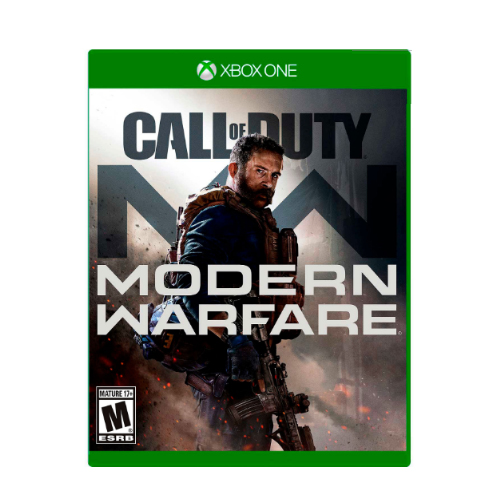 XBOX ONE
CALL OF DUTY
MODERN
WARFARE
MATURE 17+
M
ESRB